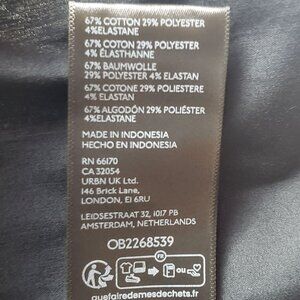 67% COTTON 29% POLYESTER
4%ELASTANE
67% COTON 29% POLYESTER
4% ÉLASTHANNE
67% BAUMWOLLE
29% POLYESTER 4% ELASTAN
67% COTONE 29% POLIESTERE
4% ELASTAN
67% ALGODÓN 29% POLIÉSTER
4% ELASTANO
MADE IN INDONESIA
HECHO EN INDONESIA
RN 66170
CA 32054
URBN UK Ltd.
146 Brick Lane,
LONDON, E1 6RU
LEIDSESTRAAT 32, 1017 PB
AMSTERDAM, NETHERLANDS
OB2268539
FR
ou
quefairedemesdechets.fr